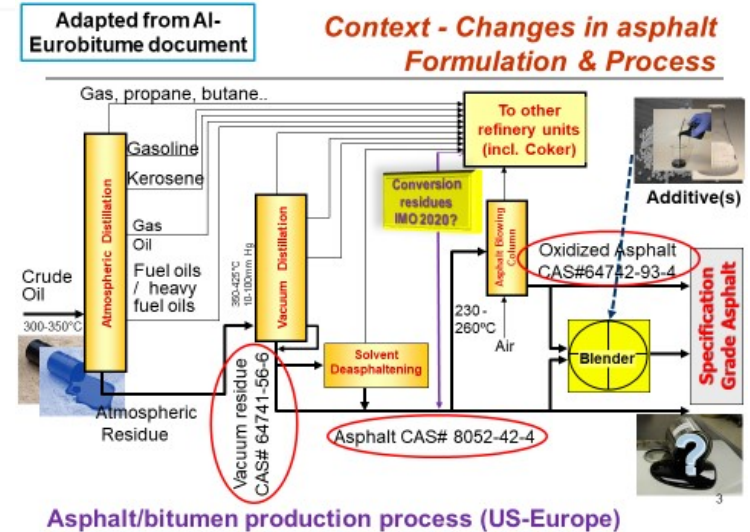 Adapted from AI-
Eurobitume document
Context - Changes in asphalt
Formulation & Process
Gas, propane, butane..
To other
refinery units
(incl. Coker)
Additive(s)
Gasoline
Kerosene
Gas
Oil
Fuel oils
/ heavy
fuel oils
Atmospheric Distillation
Crude
Oil
300-350°C
Atmospheric
Residue
350-425°C
10-100mm Hg
Vacuum Distillation
Vacuum residue
CAS# 64741-56-6
Solvent
Deasphaltening
Conversion
residues
IMO 2020?
Asphalt Blowing
Column
230 -
260ºC
Air
Oxidized Asphalt
CAS#64742-93-4
Blender
Specification
Grade Asphalt
Asphalt CAS# 8052-42-4
?
3
Asphalt/bitumen production process (US-Europe)